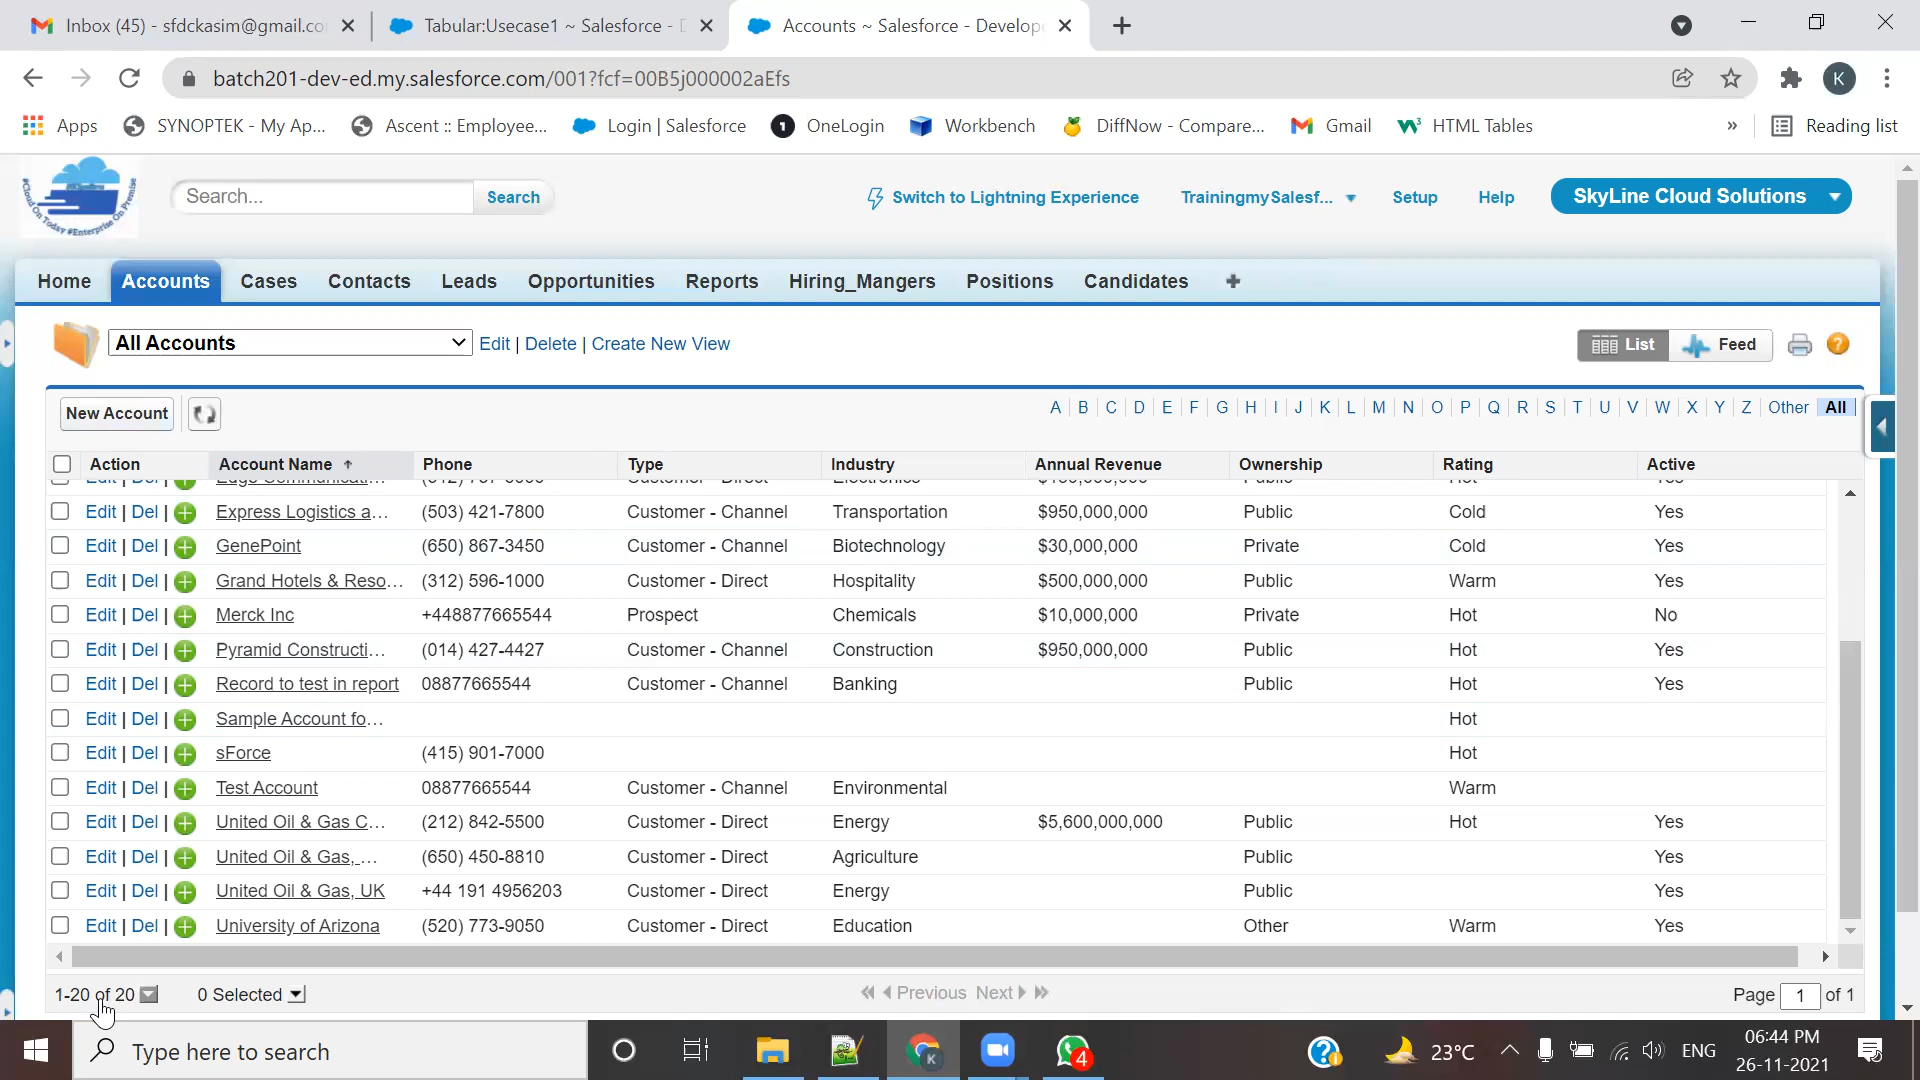 Inbox (45) - sfdckasim@gmail.co
Tabular:Usecase1 ~ Salesforce - D
Accounts ~ Salesforce - Develop
batch201-dev-ed.my.salesforce.com/001?fcf=00B5j000002aEfs
K
Apps
SYNOPTEK - My Ap...
Ascent :: Employee...
Login | Salesforce
OneLogin
Workbench
DiffNow - Compare...
Gmail
HTML Tables
»
Reading list
#Cloud On Today #Enterprise On Premise
Search...
Search
Switch to Lightning Experience
TrainingmySalesf...
Setup
Help
SkyLine Cloud Solutions
Home
Accounts
Cases
Contacts
Leads
Opportunities
Reports
Hiring_Mangers
Positions
Candidates
All Accounts
Edit | Delete | Create New View
List
Feed
New Account
A | B | C | D | E | F | G | H | I | J | K | L | M | N | O | P | Q | R | S | T | U | V | W | X | Y | Z | Other | All
Action Account Name Phone Type Industry Annual Revenue Ownership Rating Active
Edit | Del | Express Logistics a... (503) 421-7800 Customer - Channel Transportation $950,000,000 Public Cold Yes
Edit | Del | GenePoint (650) 867-3450 Customer - Channel Biotechnology $30,000,000 Private Cold Yes
Edit | Del | Grand Hotels & Reso... (312) 596-1000 Customer - Direct Hospitality $500,000,000 Public Warm Yes
Edit | Del | Merck Inc +448877665544 Prospect Chemicals $10,000,000 Private Hot No
Edit | Del | Pyramid Constructi... (014) 427-4427 Customer - Channel Construction $950,000,000 Public Hot Yes
Edit | Del | Record to test in report 08877665544 Customer - Channel Banking Public Hot Yes
Edit | Del | Sample Account fo... Hot
Edit | Del | sForce (415) 901-7000 Hot
Edit | Del | Test Account 08877665544 Customer - Channel Environmental Warm
Edit | Del | United Oil & Gas C... (212) 842-5500 Customer - Direct Energy $5,600,000,000 Public Hot Yes
Edit | Del | United Oil & Gas, ... (650) 450-8810 Customer - Direct Agriculture Public Yes
Edit | Del | United Oil & Gas, UK +44 191 4956203 Customer - Direct Energy Public Yes
Edit | Del | University of Arizona (520) 773-9050 Customer - Direct Education Other Warm Yes
1-20 of 20
0 Selected
Previous Next
Page 1 of 1
Type here to search
4
23°C
ENG
06:44 PM
26-11-2021